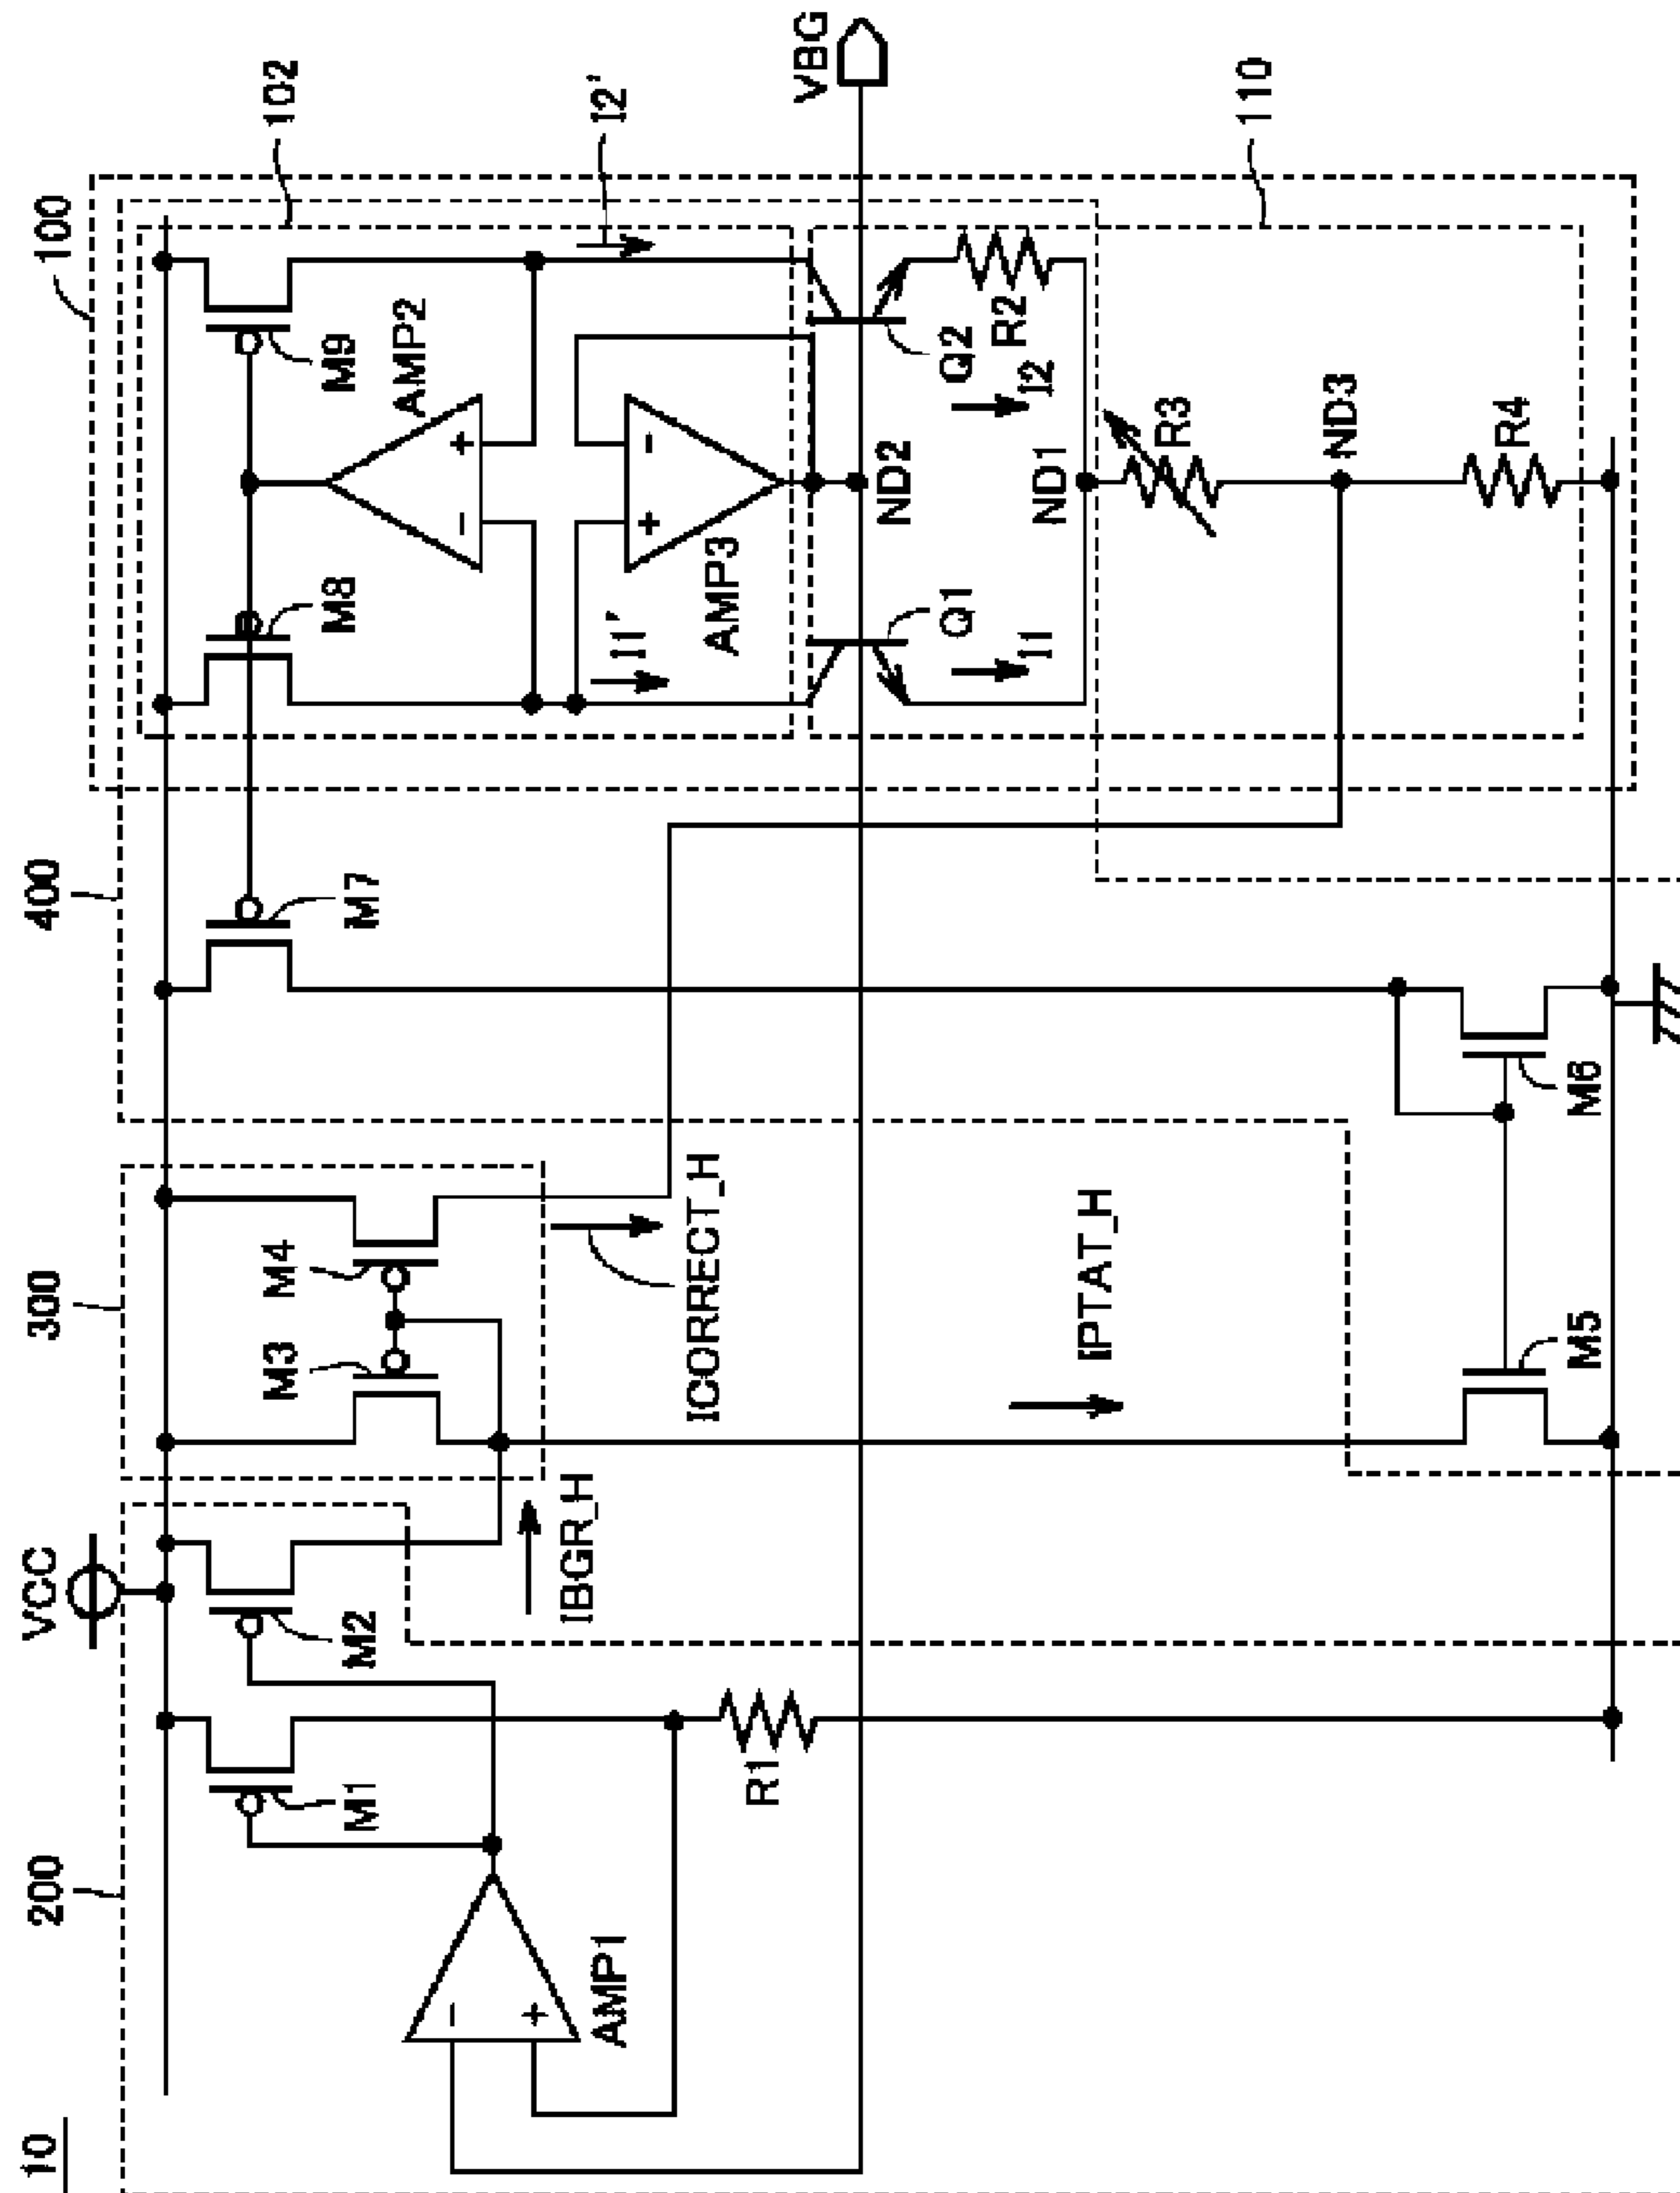 10
200
VCC
300
400
100
102
M1
M2
M3
M4
M7
M8
M9
AMP2
-
+
AMP1
-
+
R1
IBGR_H
ICORRECT_H
I1'
AMP3
+
-
I2'
VBG
ND2
Q1
Q2
I1
I2
R2
110
ND1
R3
IPTAT_H
ND3
R4
M5
M6